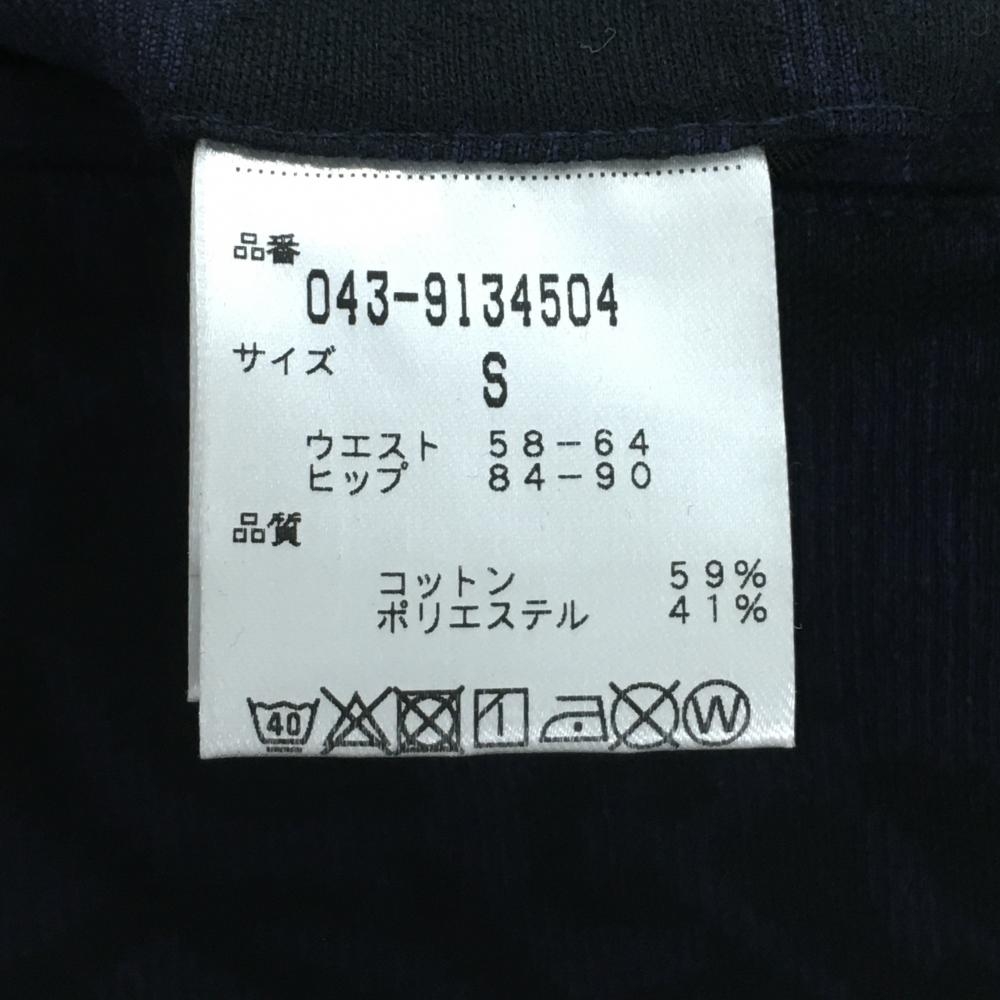 品番
043-9134504
サイズ
S
ウエスト 58-64
ヒップ 84-90
品質
コットン 59%
ポリエステル 41%
40 W